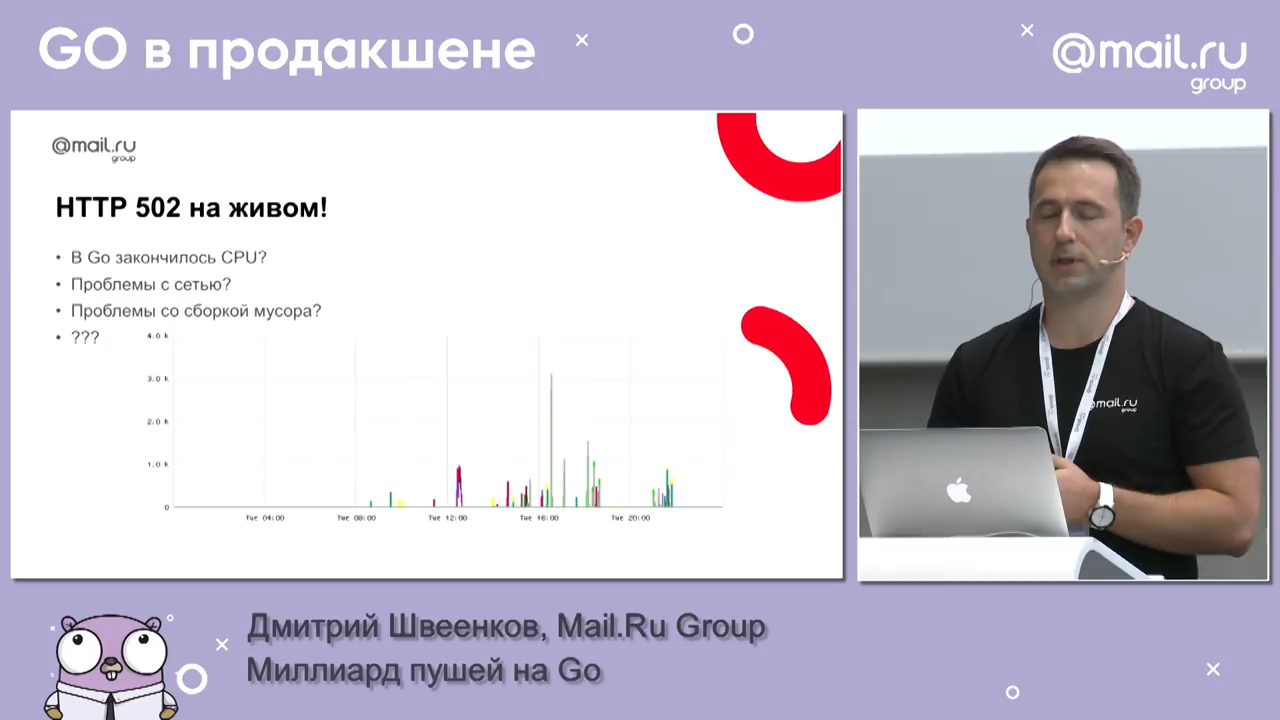 GO в продакшене
@mail.ru
group
@mail.ru
group
HTTP 502 на живом!
• В Go закончилось CPU?
• Проблемы с сетью?
• Проблемы со сборкой мусора?
• ???
4.0 k
3.0 k
2.0 k
1.0 k
0
Tue 04:00 Tue 08:00 Tue 12:00 Tue 16:00 Tue 20:00
@mail.ru
group
Дмитрий Швеенков, Mail.Ru Group
Миллиард пушей на Go